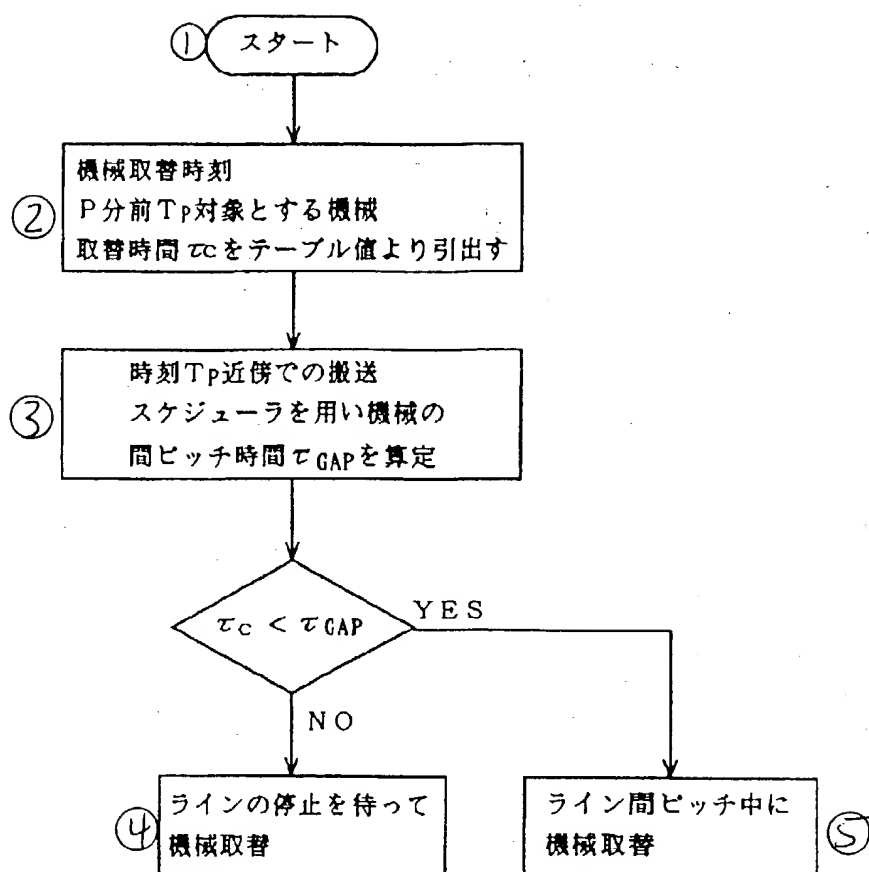 ① スタート
機械取替時刻
② P分前Tp対象とする機械
取替時間τcをテーブル値より引出す
時刻Tp近傍での搬送
③ スケジューラを用い機械の
間ピッチ時間τGAPを算定
τc < τGAP
YES
NO
ラインの停止を待って
④ 機械取替
ライン間ピッチ中に
機械取替 ⑤